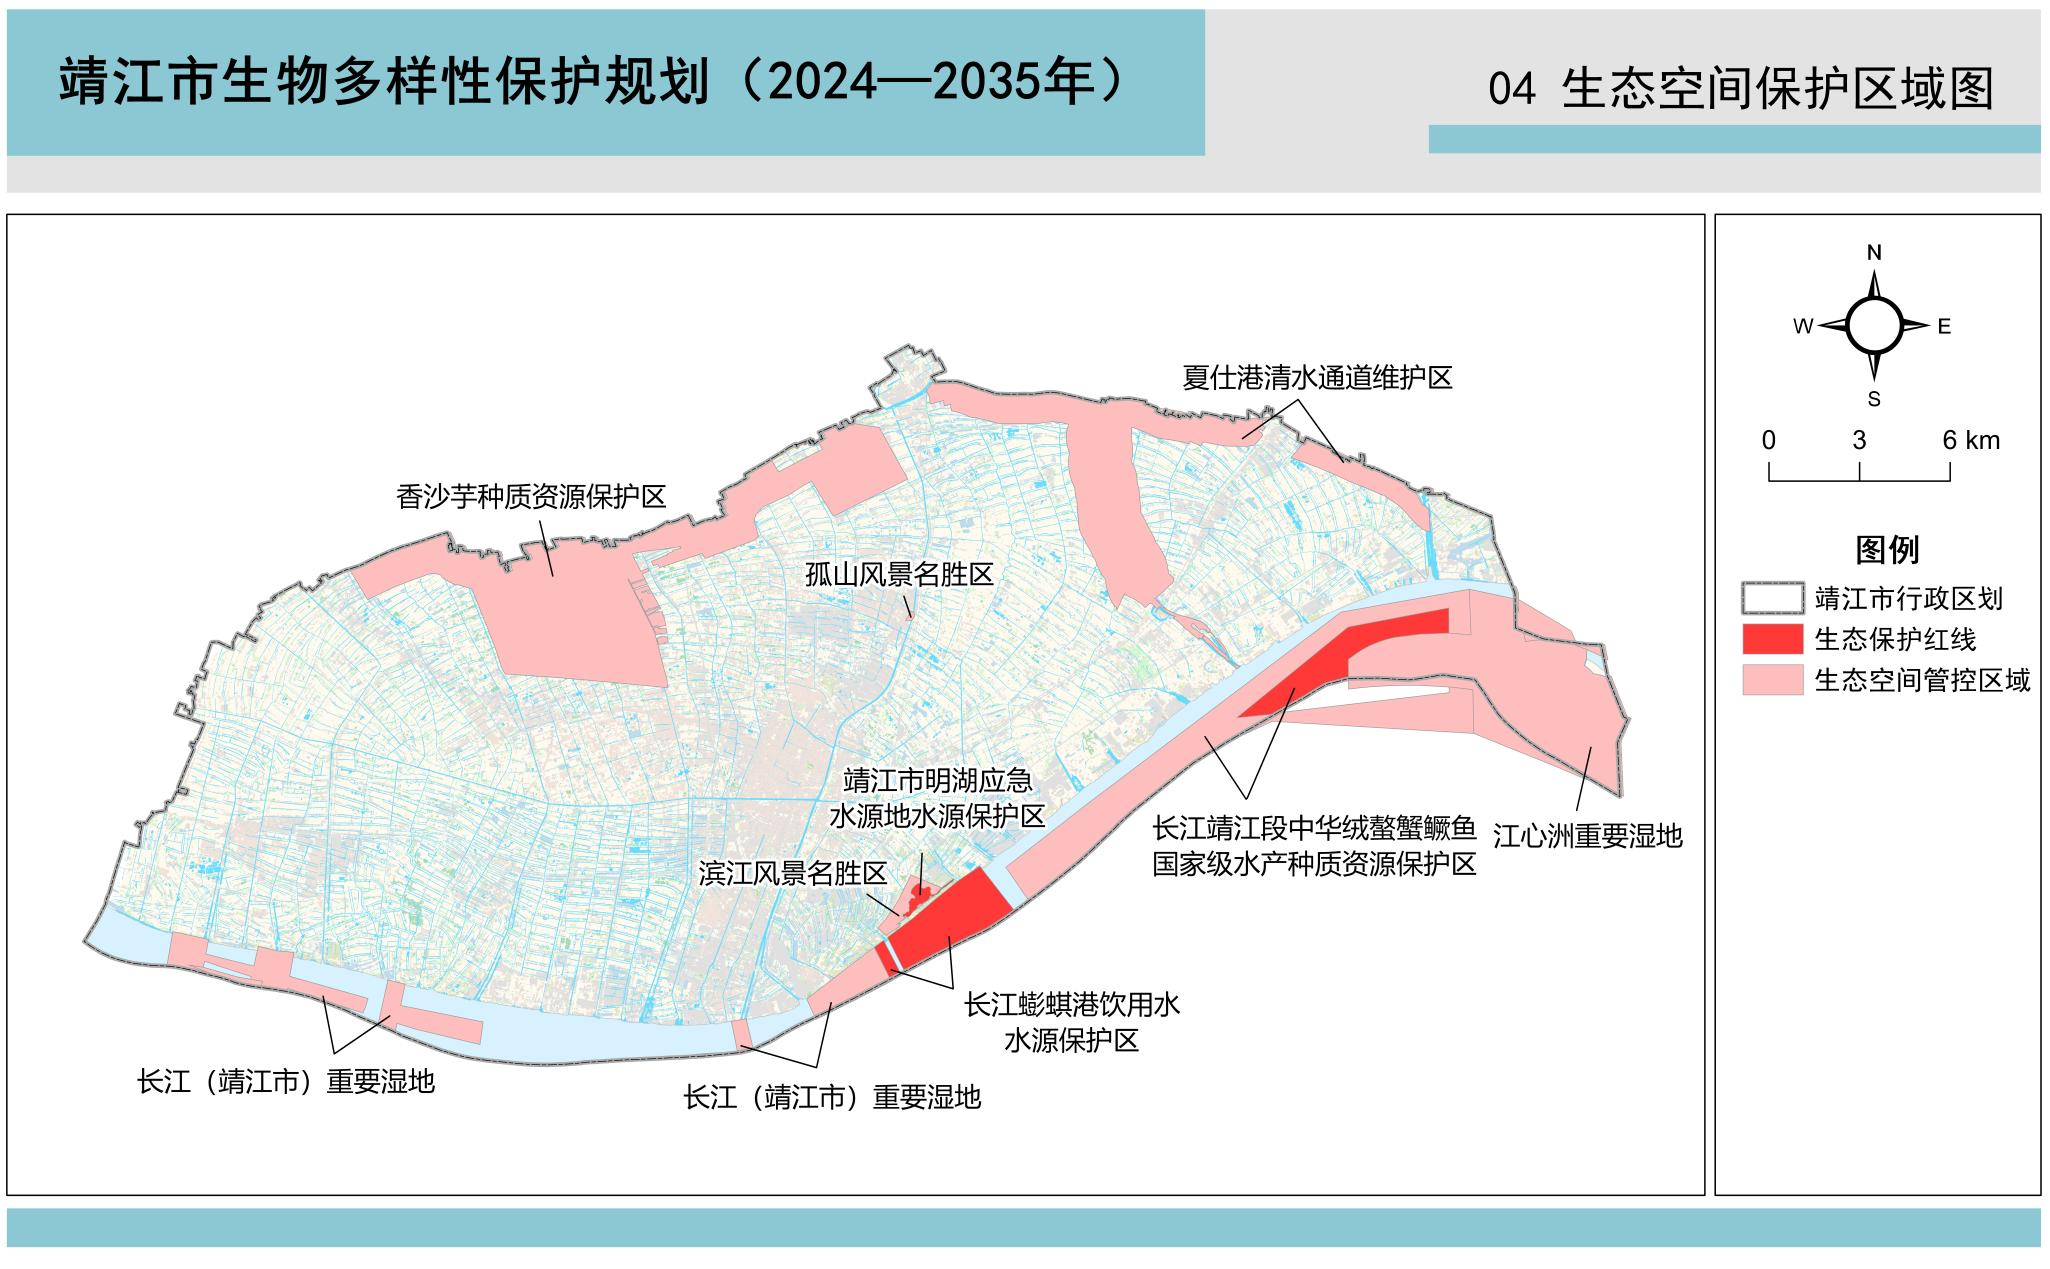 靖江市生物多样性保护规划（2024—2035年）
04 生态空间保护区域图
N
W
E
S
0 3 6 km
图例
靖江市行政区划
生态保护红线
生态空间管控区域
夏仕港清水通道维护区
香沙芋种质资源保护区
孤山风景名胜区
靖江市明湖应急
水源地水源保护区
滨江风景名胜区
长江靖江段中华绒螯蟹鳜鱼
国家级水产种质资源保护区
江心洲重要湿地
长江蟛蜞港饮用水
水源保护区
长江（靖江市）重要湿地
长江（靖江市）重要湿地